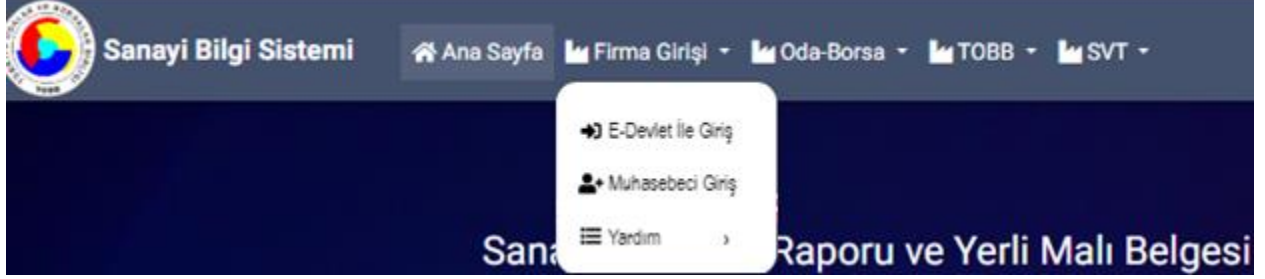 Sanayi Bilgi Sistemi Ana Sayfa Firma Girişi Oda-Borsa TOBB SVT
E-Devlet İle Giriş
Muhasebeci Giriş
Yardım
Sana Raporu ve Yerli Malı Belgesi